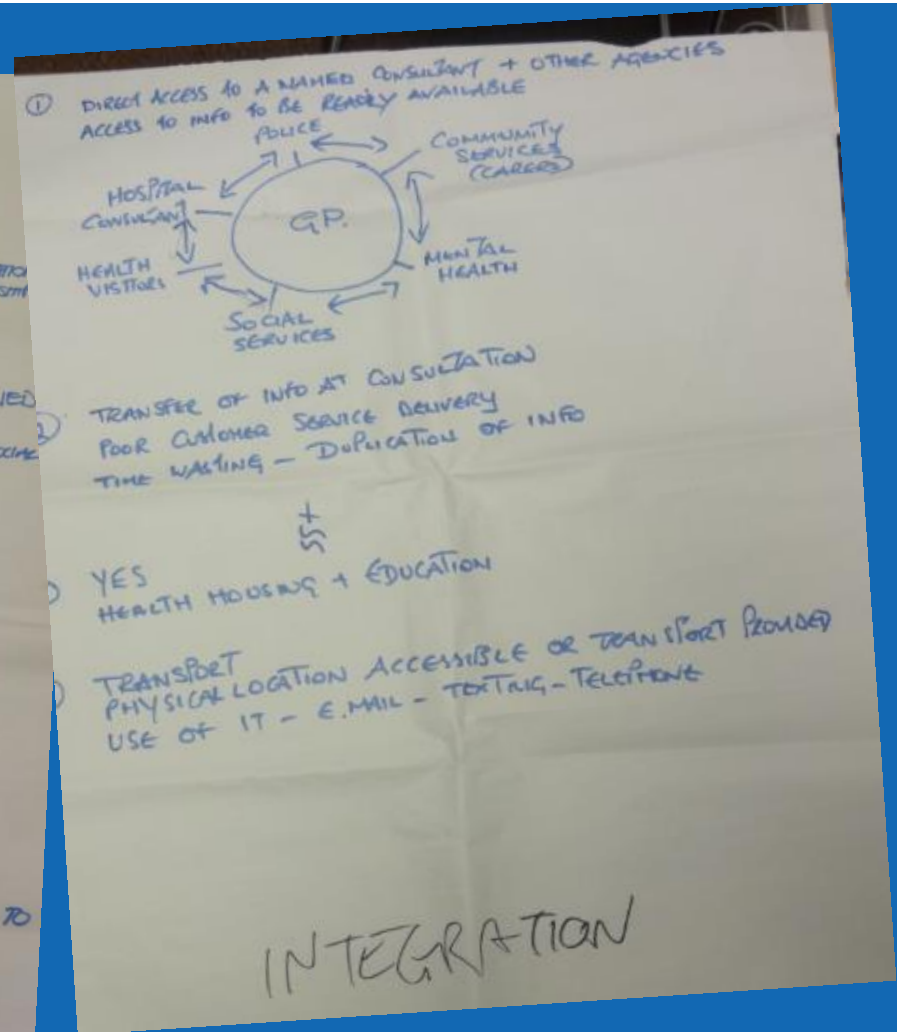 ① DIRECT ACCESS TO A NAMED CONSULTANT + OTHER AGENCIES
ACCESS TO INFO TO BE READILY AVAILABLE
POLICE
COMMUNITY
SERVICES
(CARERS)
HOSPITAL
CONSULTANT
GP.
MENTAL
HEALTH
HEALTH
VISITORS
SOCIAL
SERVICES
TRANSFER OF INFO AT CONSULTATION
POOR CUSTOMER SERVICE DELIVERY
TIME WASTING – DUPLICATION OF INFO
+
YES
HEALTH HOUSING + EDUCATION
TRANSPORT
PHYSICAL LOCATION ACCESSIBLE OR TRANSPORT PROVIDED
USE OF IT – E.MAIL – TEXTING – TELEPHONE
TO
INTEGRATION